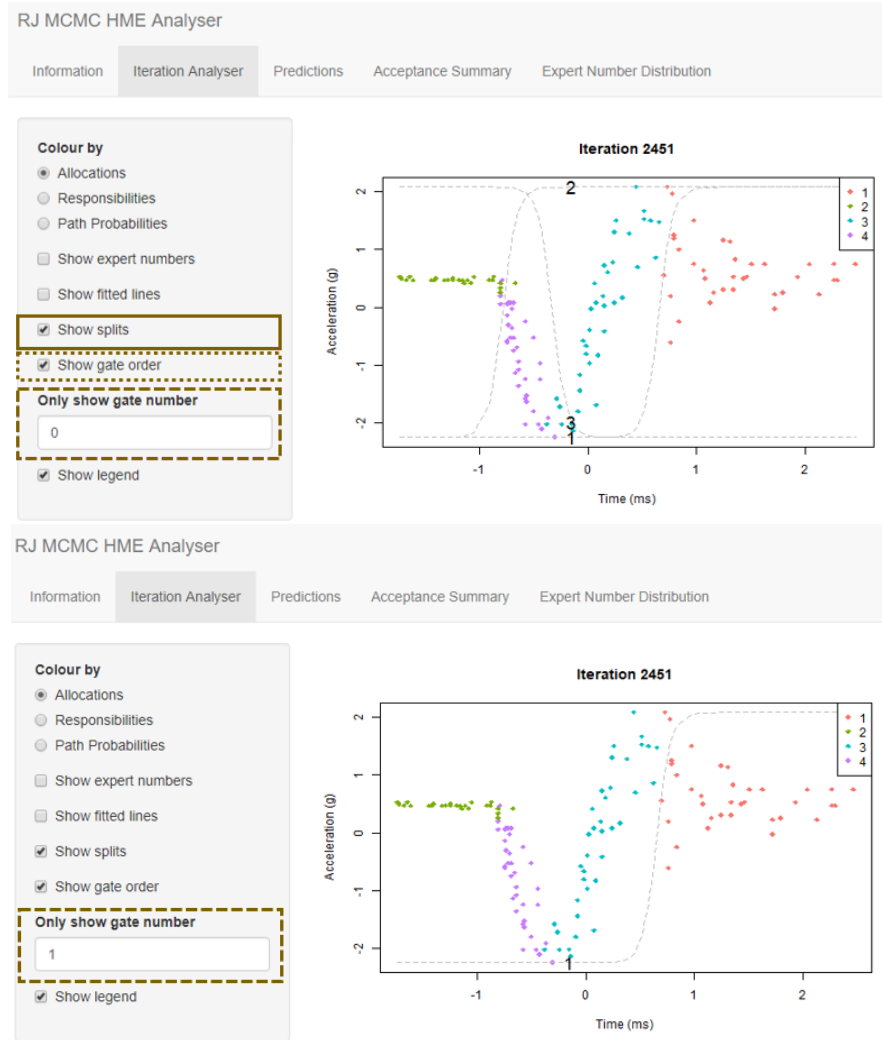 RJ MCMC HME Analyser
Information Iteration Analyser Predictions Acceptance Summary Expert Number Distribution
Colour by
Allocations
Responsibilities
Path Probabilities
Show expert numbers
Show fitted lines
Show splits
Show gate order
Only show gate number
0
Show legend
Iteration 2451
2
1
0
-1
-2
Acceleration (g)
2
3
1
1
2
3
4
-1 0 1 2
Time (ms)
RJ MCMC HME Analyser
Information Iteration Analyser Predictions Acceptance Summary Expert Number Distribution
Colour by
Allocations
Responsibilities
Path Probabilities
Show expert numbers
Show fitted lines
Show splits
Show gate order
Only show gate number
1
Show legend
Iteration 2451
2
1
0
-1
-2
Acceleration (g)
1
1
2
3
4
-1 0 1 2
Time (ms)